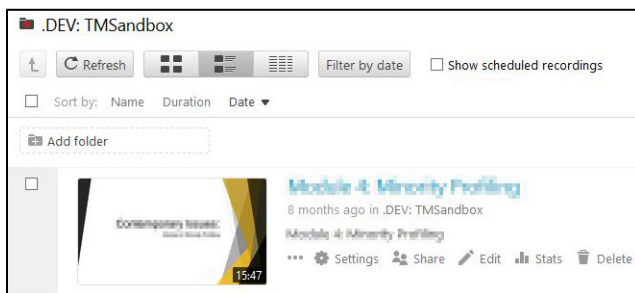 .DEV: TMSandbox
Refresh Filter by date Show scheduled recordings
Sort by: Name Duration Date
Add folder
Module 4: Minority Profiling
8 months ago in .DEV: TMSandbox
Contemporary Issues:
Module 4: Minority Profiling
15:47
... Settings Share Edit Stats Delete